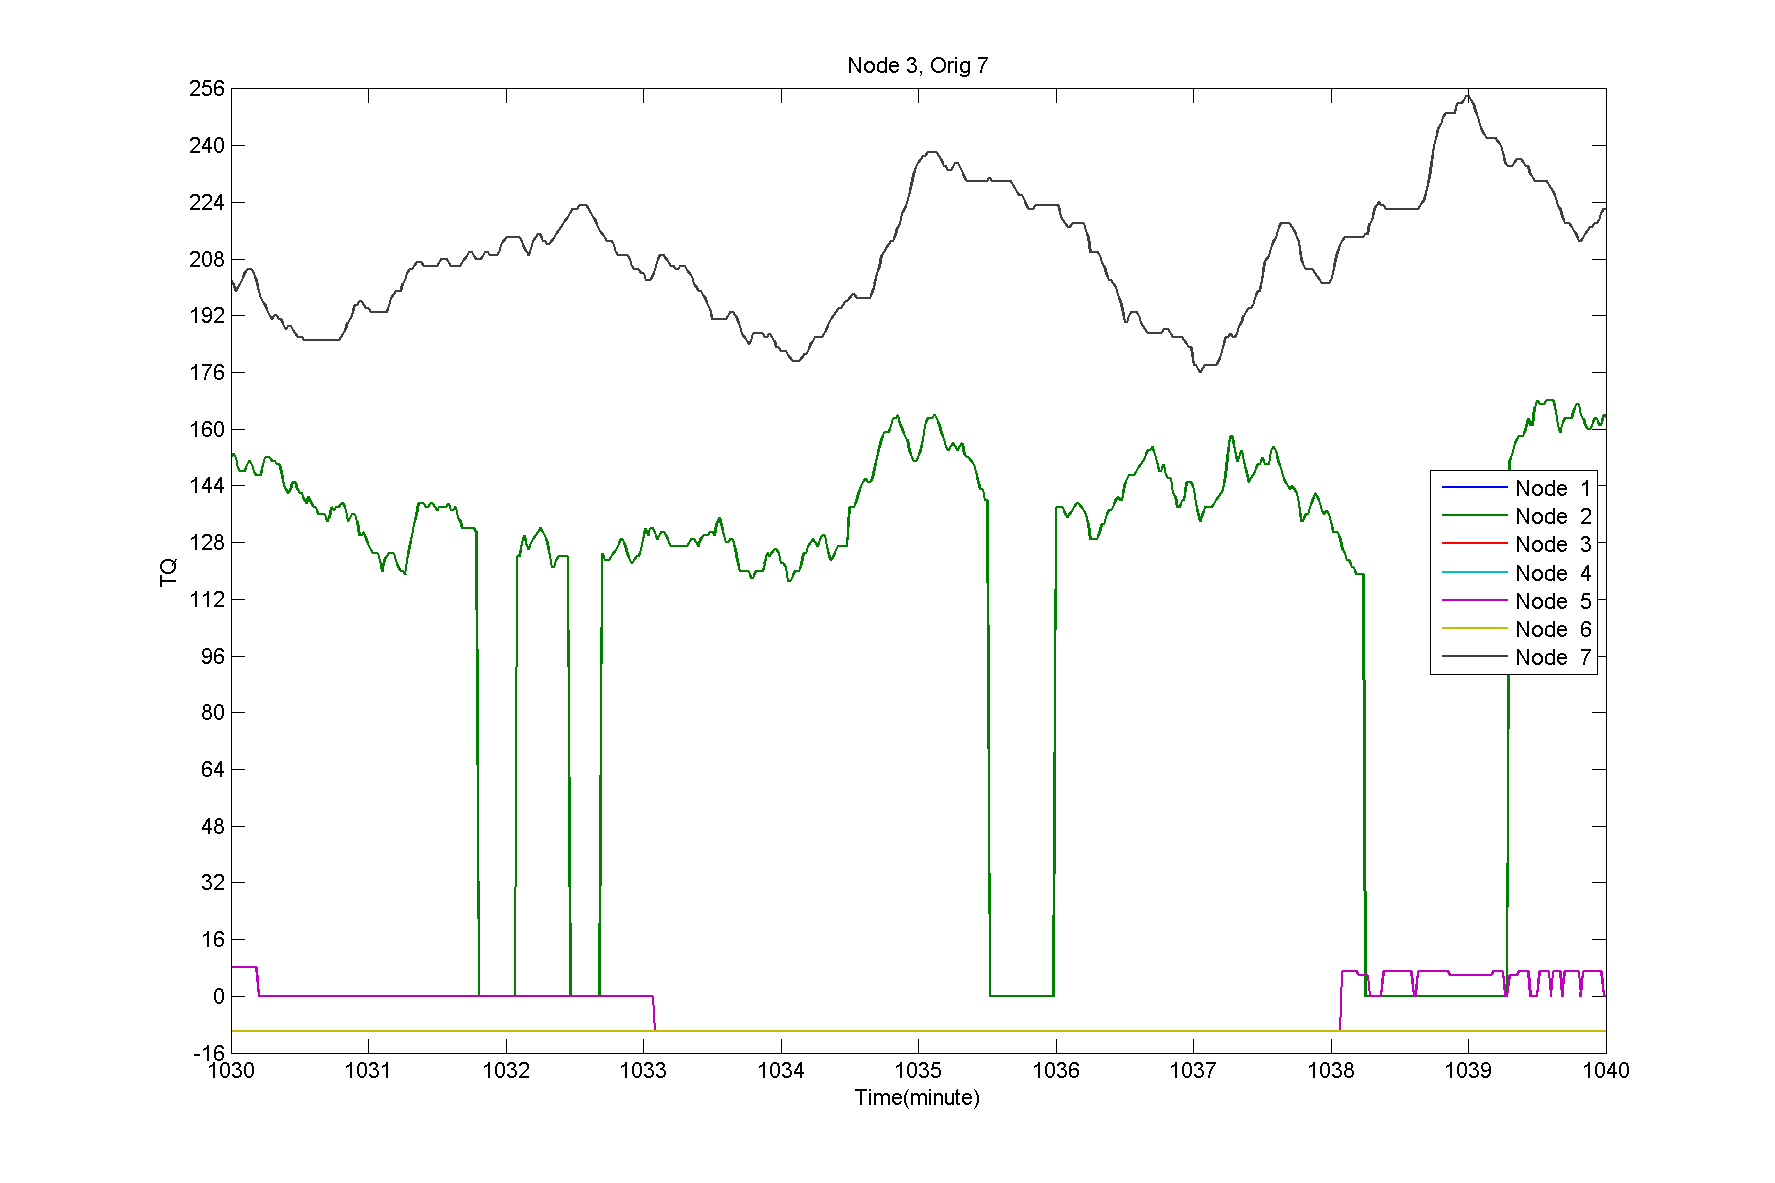 Node 3, Orig 7
256
240
224
208
192
176
160
144
128
112
96
80
64
48
32
16
0
-16
TQ
Node 1
Node 2
Node 3
Node 4
Node 5
Node 6
Node 7
1030 1031 1032 1033 1034 1035 1036 1037 1038 1039 1040
Time(minute)